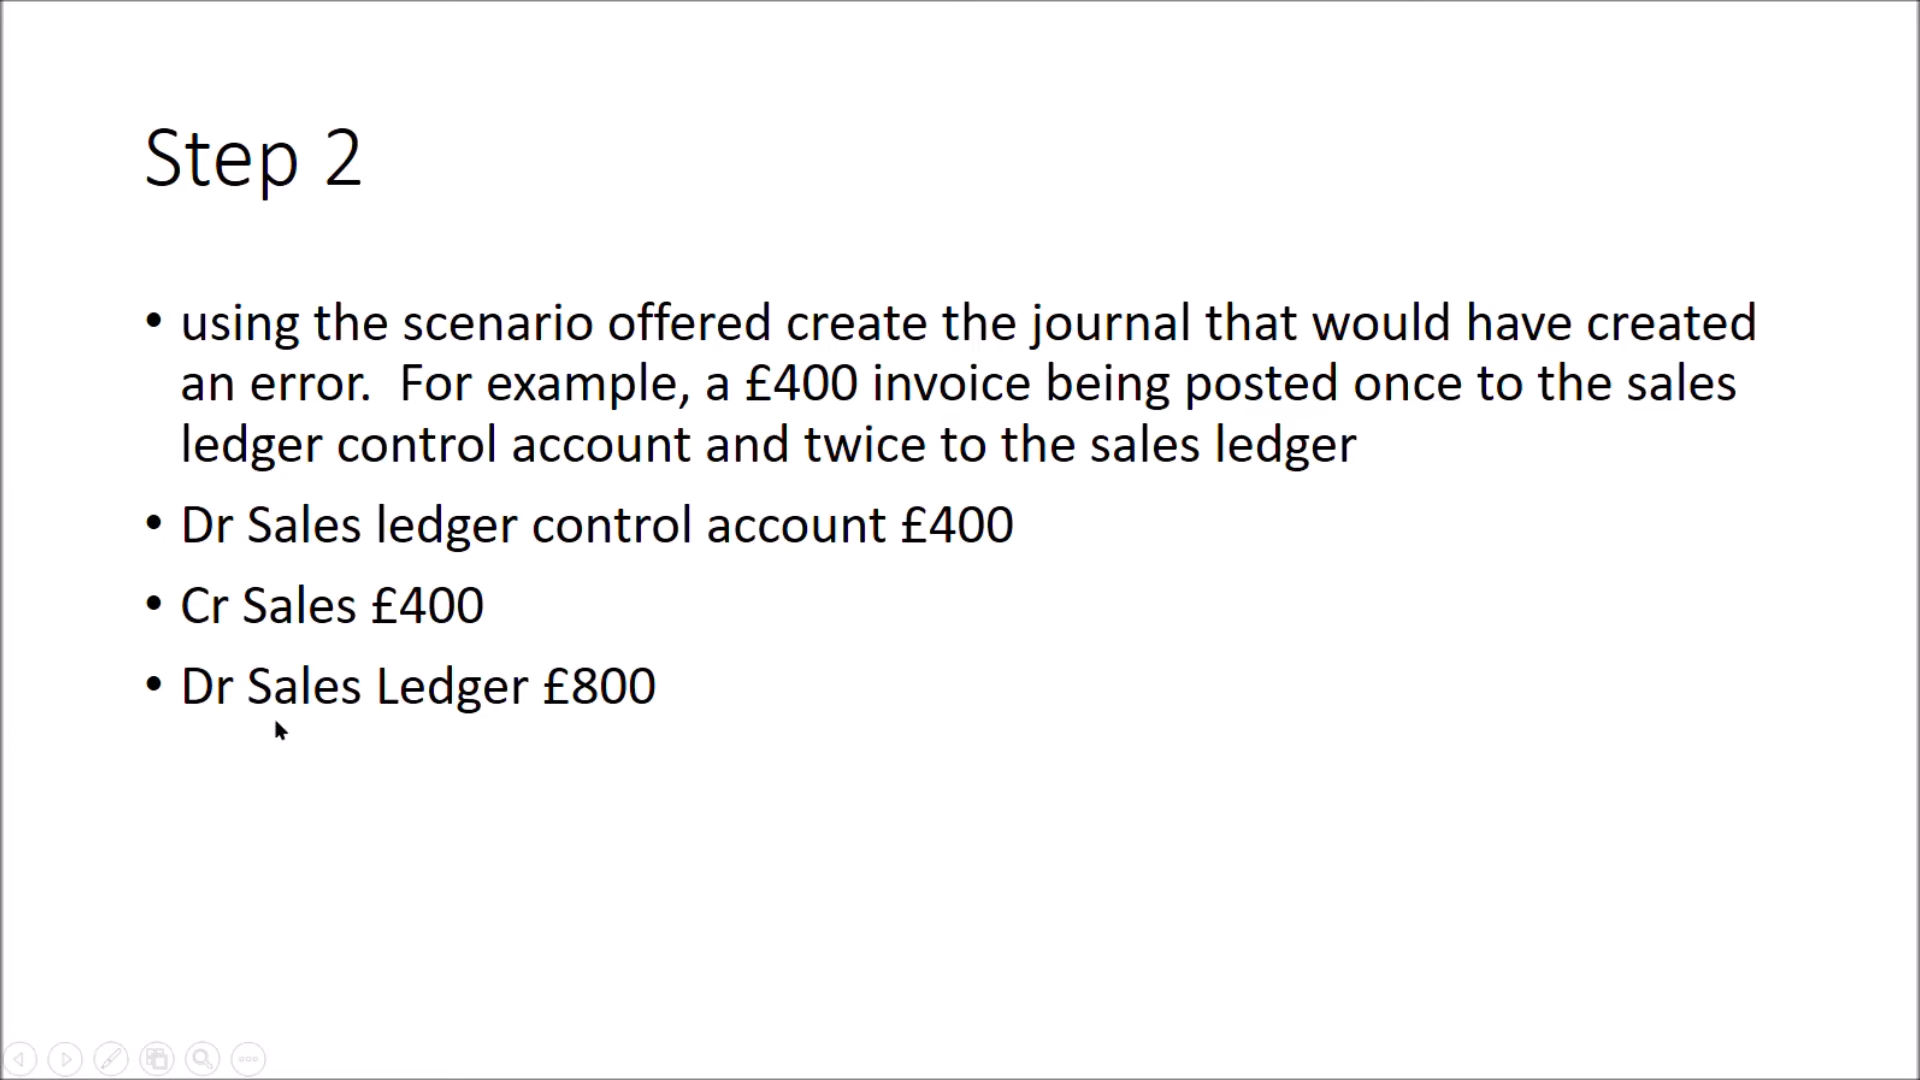 Step 2
• using the scenario offered create the journal that would have created
an error.  For example, a £400 invoice being posted once to the sales
ledger control account and twice to the sales ledger
• Dr Sales ledger control account £400
• Cr Sales £400
• Dr Sales Ledger £800